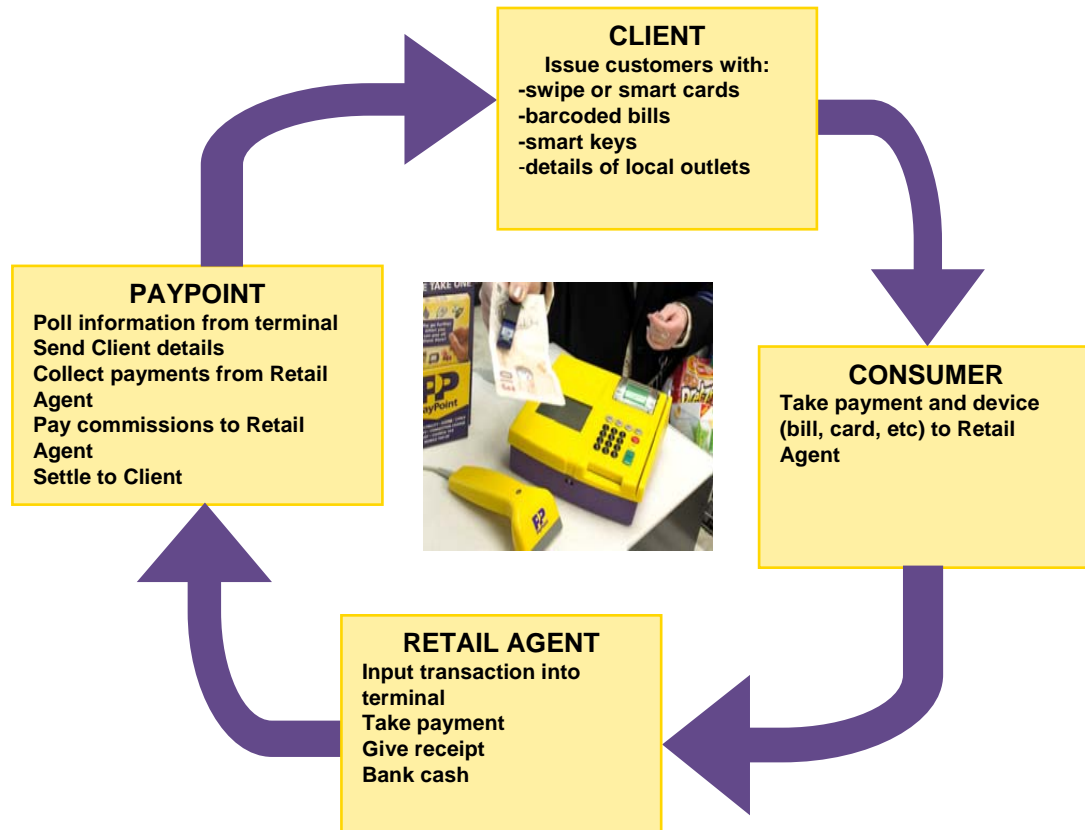 CLIENT
Issue customers with:
-swipe or smart cards
-barcoded bills
-smart keys
-details of local outlets
PAYPOINT
Poll information from terminal
Send Client details
Collect payments from Retail
Agent
Pay commissions to Retail
Agent
Settle to Client
TAKE ONE
PayPoint
CONSUMER
Take payment and device
(bill, card, etc) to Retail
Agent
RETAIL AGENT
Input transaction into
terminal
Take payment
Give receipt
Bank cash